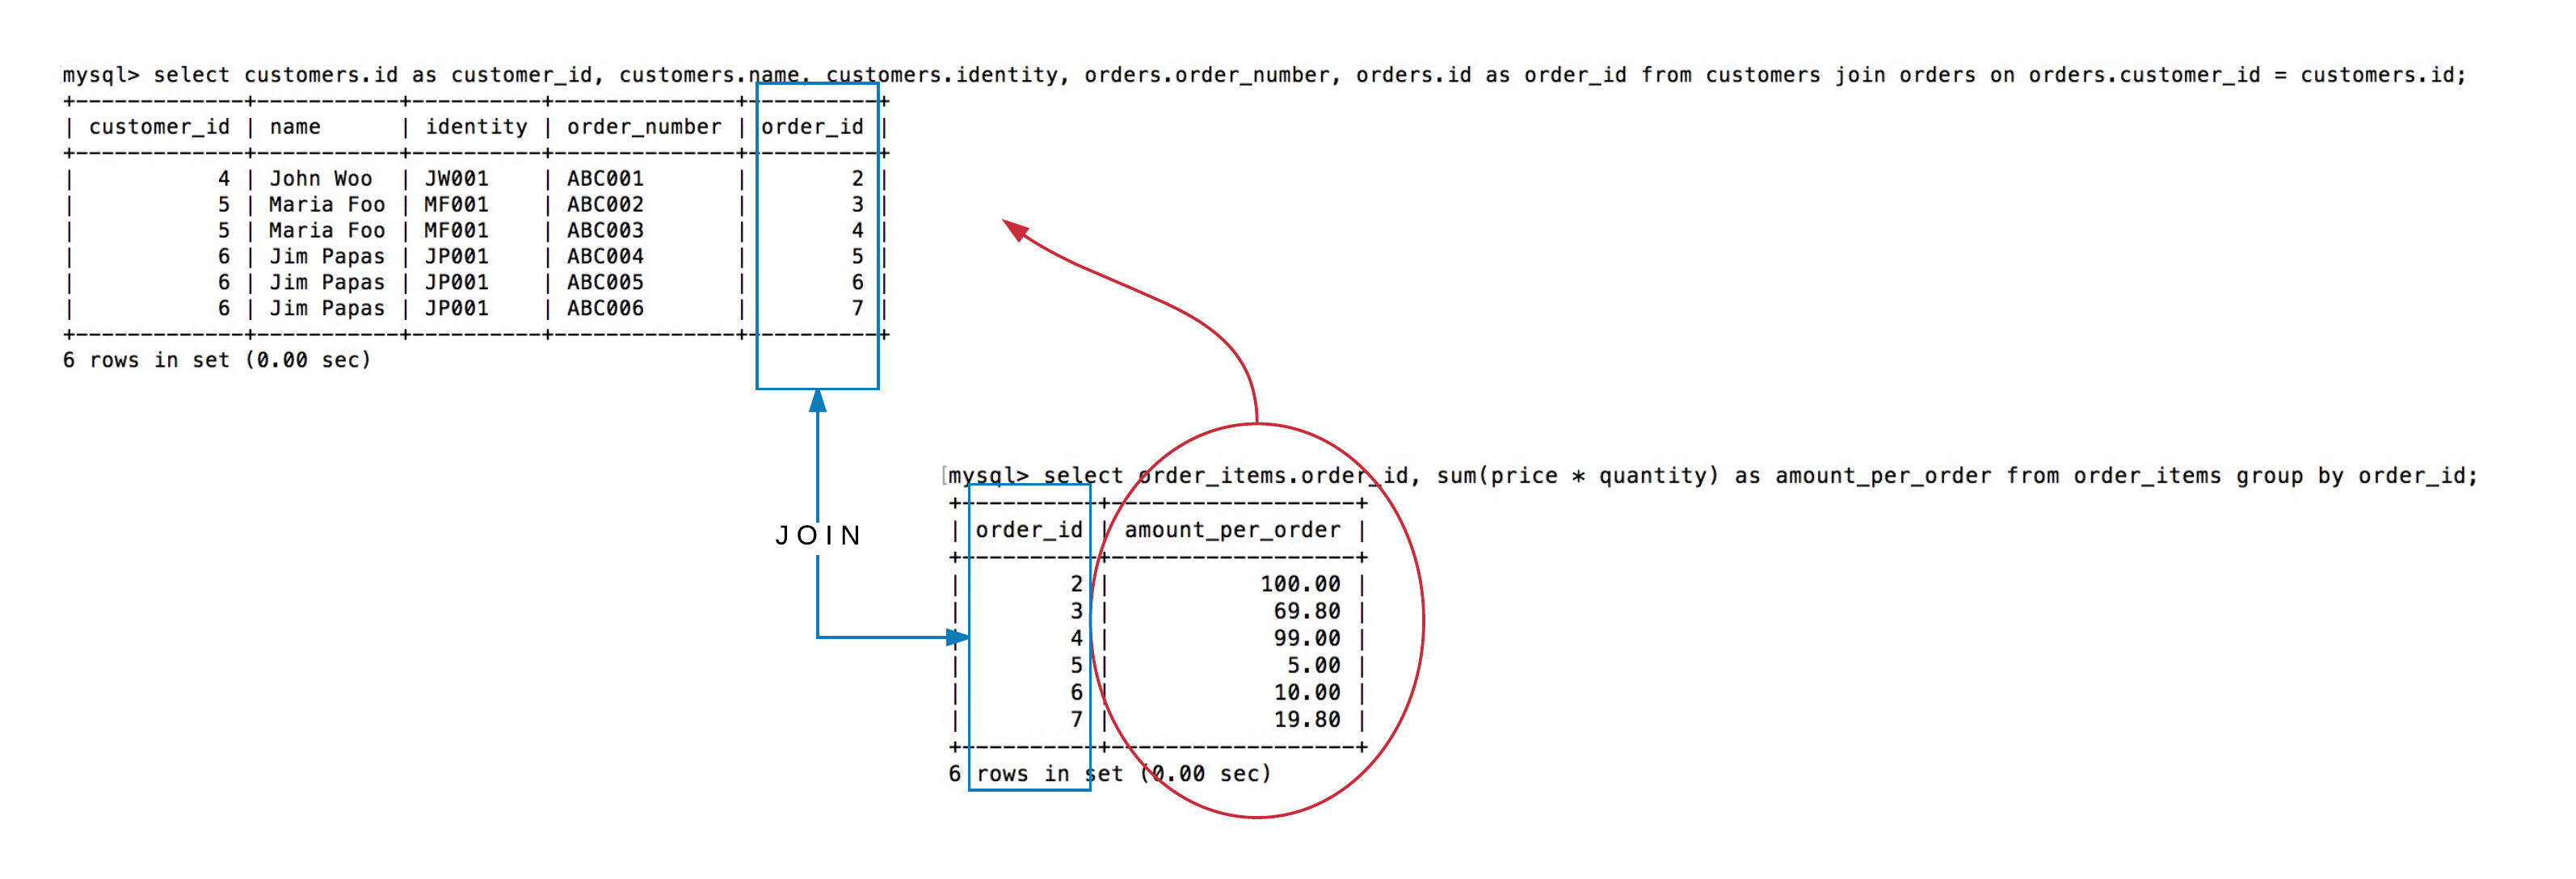 mysql> select customers.id as customer_id, customers.name, customers.identity, orders.order_number, orders.id as order_id from customers join orders on orders.customer_id = customers.id;
+-------------+-----------+----------+--------------+----------+
| customer_id | name      | identity | order_number | order_id |
+-------------+-----------+----------+--------------+----------+
|           4 | John Woo  | JW001    | ABC001       |        2 |
|           5 | Maria Foo | MF001    | ABC002       |        3 |
|           5 | Maria Foo | MF001    | ABC003       |        4 |
|           6 | Jim Papas | JP001    | ABC004       |        5 |
|           6 | Jim Papas | JP001    | ABC005       |        6 |
|           6 | Jim Papas | JP001    | ABC006       |        7 |
+-------------+-----------+----------+--------------+----------+
6 rows in set (0.00 sec)
JOIN
[mysql> select order_items.order_id, sum(price * quantity) as amount_per_order from order_items group by order_id;
+----------+------------------+
| order_id | amount_per_order |
+----------+------------------+
|        2 |           100.00 |
|        3 |            69.80 |
|        4 |            99.00 |
|        5 |             5.00 |
|        6 |            10.00 |
|        7 |            19.80 |
+----------+------------------+
6 rows in set (0.00 sec)